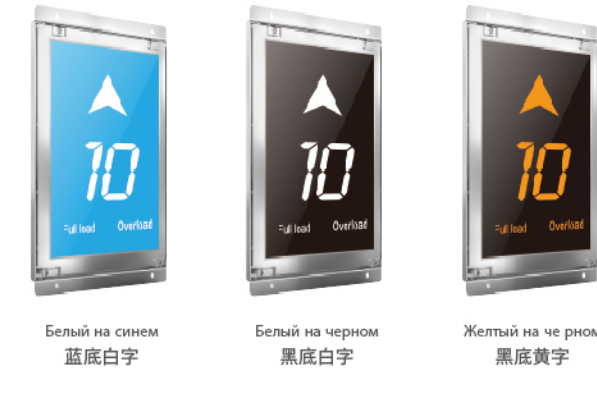 10
Full load Overload
10
Full load Overload
10
Full load Overload
Белый на синем
蓝底白字
Белый на черном
黑底白字
Желтый на че рном
黑底黄字